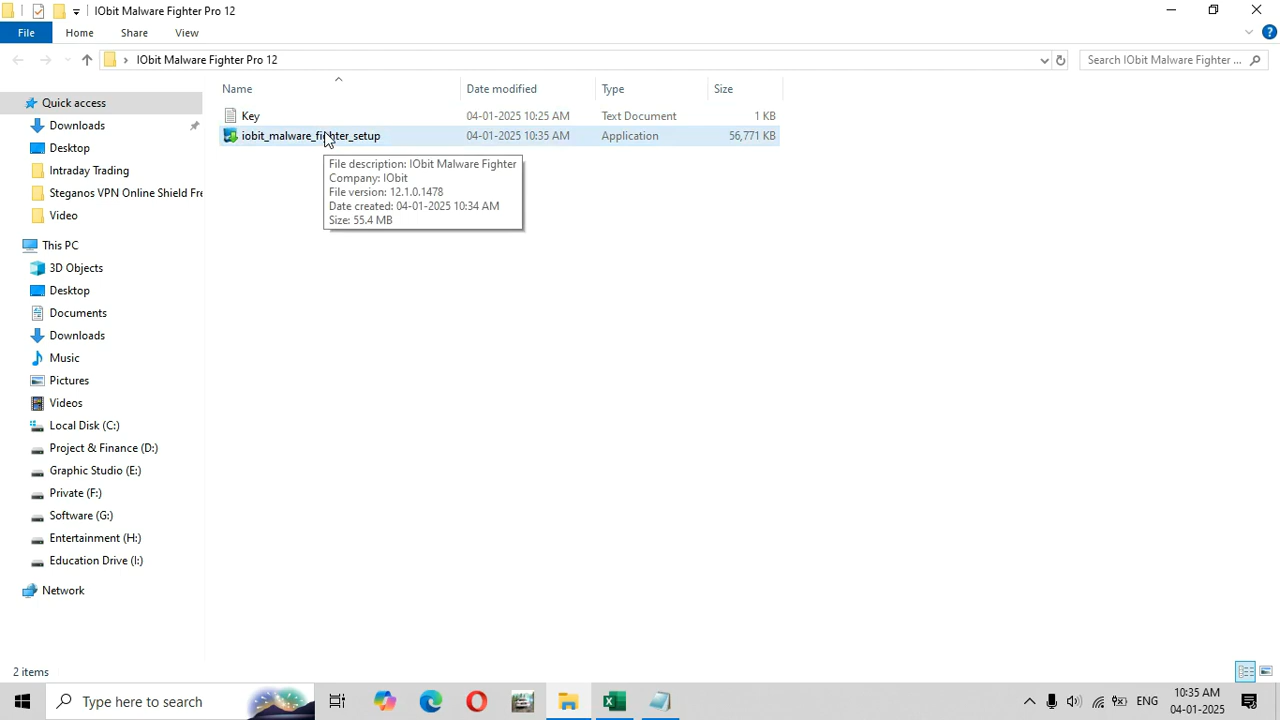 IObit Malware Fighter Pro 12
File Home Share View
IObit Malware Fighter Pro 12
Search IObit Malware Fighter ...
Name Date modified Type Size
Quick access
Downloads
Desktop
Intraday Trading
Steganos VPN Online Shield Fre
Video
This PC
3D Objects
Desktop
Documents
Downloads
Music
Pictures
Videos
Local Disk (C:)
Project & Finance (D:)
Graphic Studio (E:)
Private (F:)
Software (G:)
Entertainment (H:)
Education Drive (I:)
Network
Key 04-01-2025 10:25 AM Text Document 1 KB
iobit_malware_fighter_setup 04-01-2025 10:35 AM Application 56,771 KB
File description: IObit Malware Fighter
Company: IObit
File version: 12.1.0.1478
Date created: 04-01-2025 10:34 AM
Size: 55.4 MB
2 items
Type here to search
ENG
10:35 AM
04-01-2025